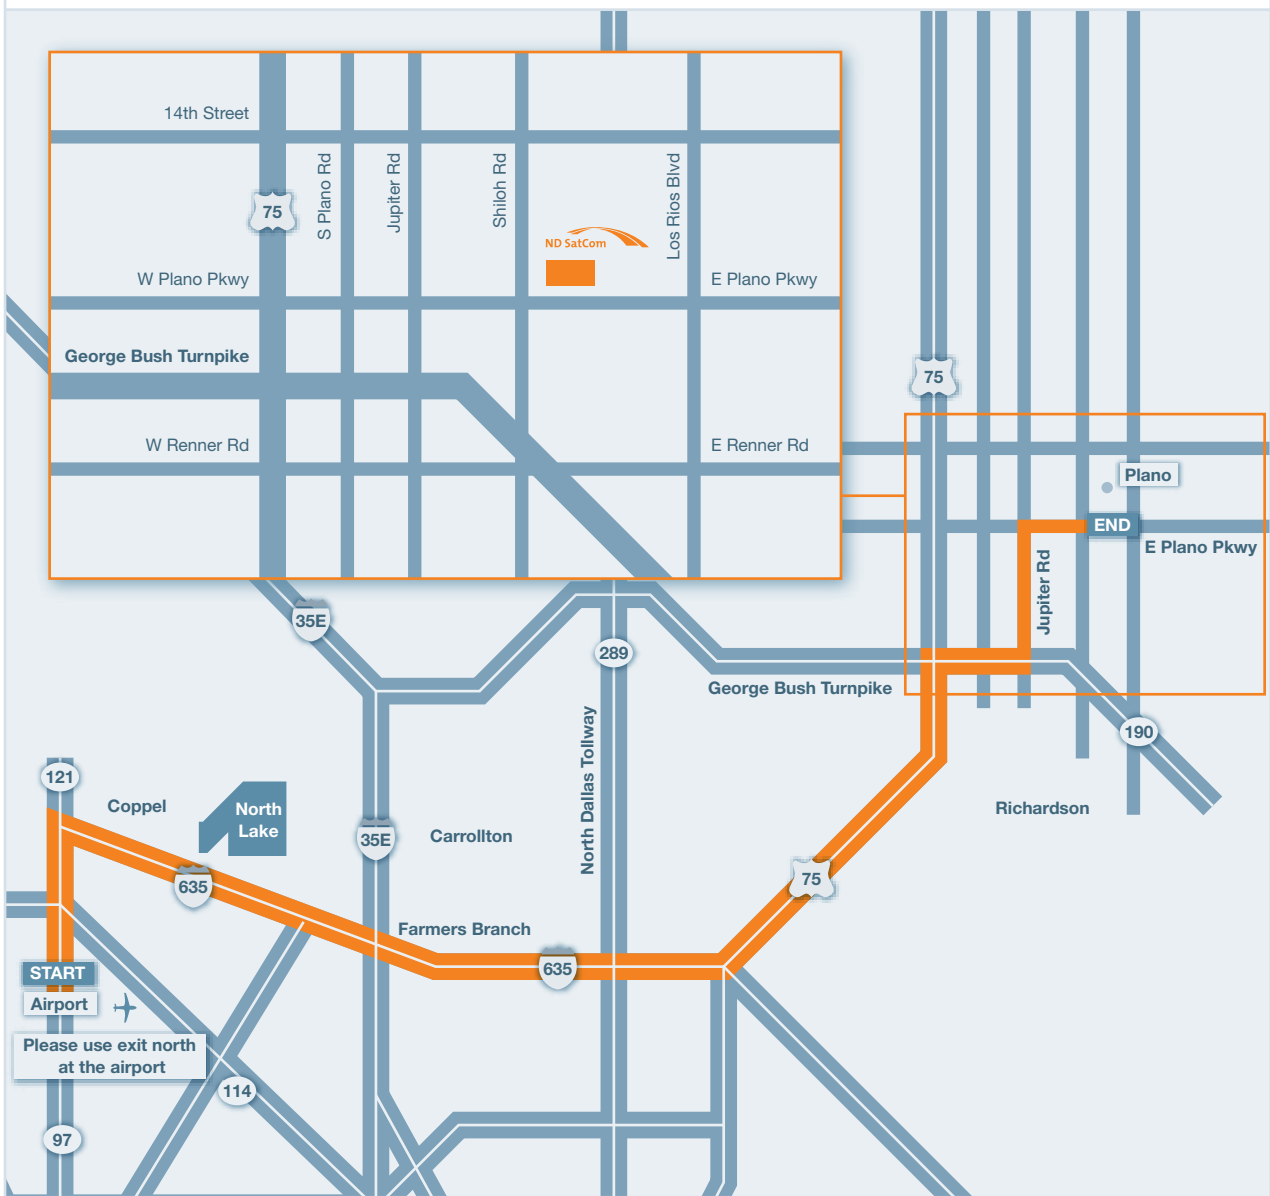 14th Street
S Plano Rd
Jupiter Rd
Shiloh Rd
Los Rios Blvd
75
ND SatCom
W Plano Pkwy
E Plano Pkwy
George Bush Turnpike
W Renner Rd
E Renner Rd
75
Plano
END
E Plano Pkwy
Jupiter Rd
35E
289
George Bush Turnpike
190
North Dallas Tollway
121
Coppel
North
Lake
35E
Carrollton
Richardson
635
75
Farmers Branch
635
START
Airport
Please use exit north
at the airport
114
97